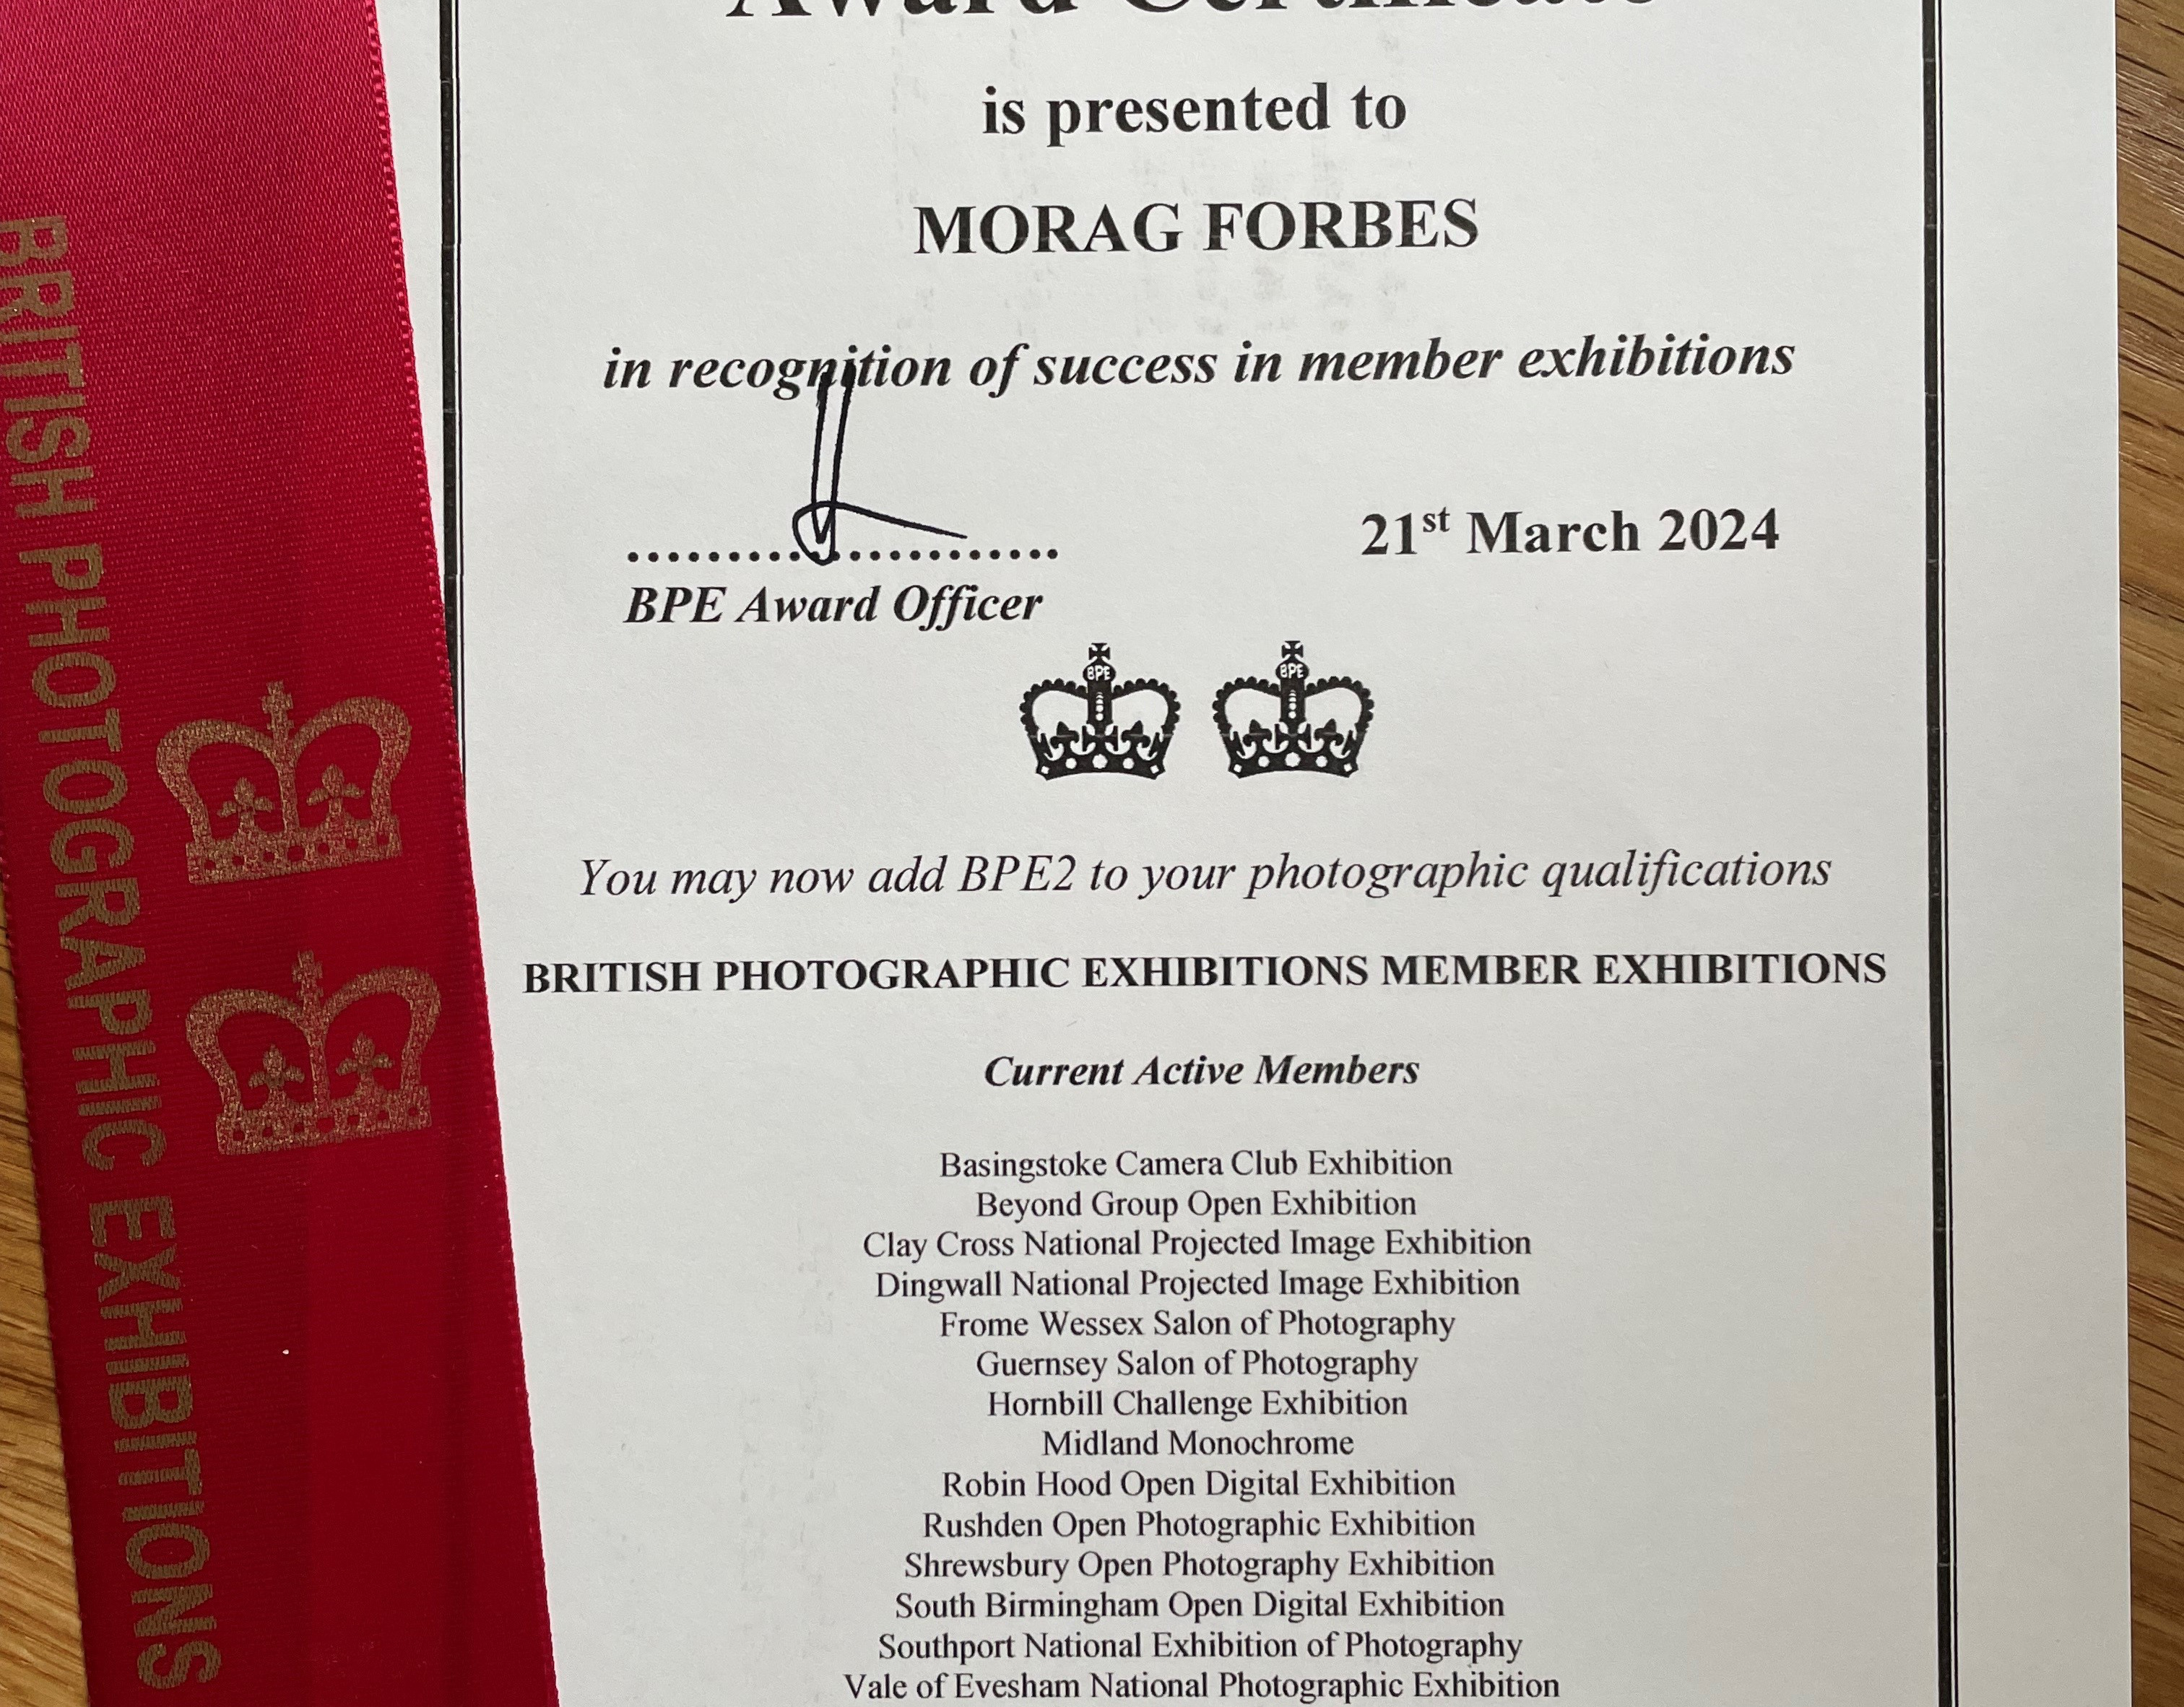 Award Certificate
is presented to
MORAG FORBES
in recognition of success in member exhibitions
21st March 2024
BPE Award Officer
BPE BPE
You may now add BPE2 to your photographic qualifications
BRITISH PHOTOGRAPHIC EXHIBITIONS MEMBER EXHIBITIONS
Current Active Members
Basingstoke Camera Club Exhibition
Beyond Group Open Exhibition
Clay Cross National Projected Image Exhibition
Dingwall National Projected Image Exhibition
Frome Wessex Salon of Photography
Guernsey Salon of Photography
Hornbill Challenge Exhibition
Midland Monochrome
Robin Hood Open Digital Exhibition
Rushden Open Photographic Exhibition
Shrewsbury Open Photography Exhibition
South Birmingham Open Digital Exhibition
Southport National Exhibition of Photography
Vale of Evesham National Photographic Exhibition
BRITISH PHOTOGRAPHIC EXHIBITIONS